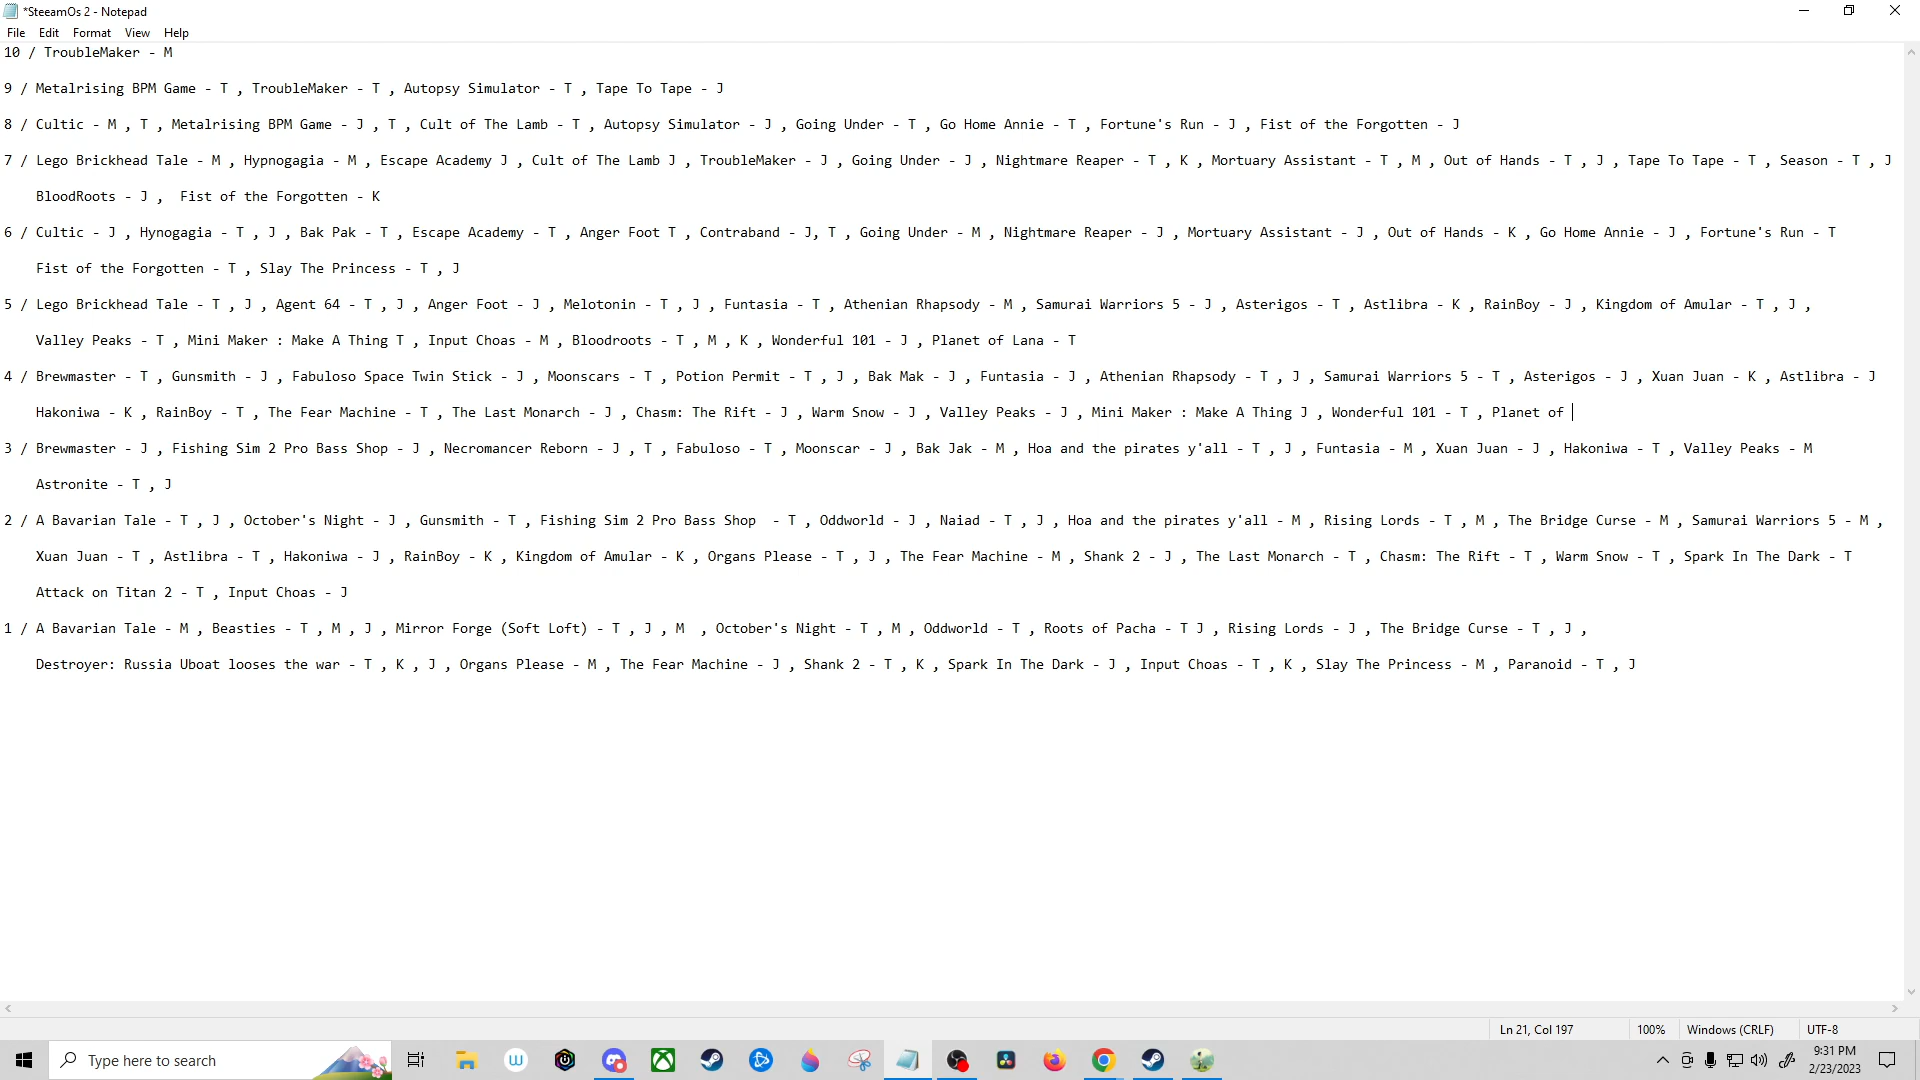 *SteeamOs 2 - Notepad
File Edit Format View Help
10 / TroubleMaker - M
9 / Metalrising BPM Game - T , TroubleMaker - T , Autopsy Simulator - T , Tape To Tape - J
8 / Cultic - M , T , Metalrising BPM Game - J , T , Cult of The Lamb - T , Autopsy Simulator - J , Going Under - T , Go Home Annie - T , Fortune's Run - J , Fist of the Forgotten - J
7 / Lego Brickhead Tale - M , Hypnogagia - M , Escape Academy J , Cult of The Lamb J , TroubleMaker - J , Going Under - J , Nightmare Reaper - T , K , Mortuary Assistant - T , M , Out of Hands - T , J , Tape To Tape - T , Season - T , J
BloodRoots - J ,  Fist of the Forgotten - K
6 / Cultic - J , Hynogagia - T , J , Bak Pak - T , Escape Academy - T , Anger Foot T , Contraband - J, T , Going Under - M , Nightmare Reaper - J , Mortuary Assistant - J , Out of Hands - K , Go Home Annie - J , Fortune's Run - T
Fist of the Forgotten - T , Slay The Princess - T , J
5 / Lego Brickhead Tale - T , J , Agent 64 - T , J , Anger Foot - J , Melotonin - T , J , Funtasia - T , Athenian Rhapsody - M , Samurai Warriors 5 - J , Asterigos - T , Astlibra - K , RainBoy - J , Kingdom of Amular - T , J ,
Valley Peaks - T , Mini Maker : Make A Thing T , Input Choas - M , Bloodroots - T , M , K , Wonderful 101 - J , Planet of Lana - T
4 / Brewmaster - T , Gunsmith - J , Fabuloso Space Twin Stick - J , Moonscars - T , Potion Permit - T , J , Bak Mak - J , Funtasia - J , Athenian Rhapsody - T , J , Samurai Warriors 5 - T , Asterigos - J , Xuan Juan - K , Astlibra - J
Hakoniwa - K , RainBoy - T , The Fear Machine - T , The Last Monarch - J , Chasm: The Rift - J , Warm Snow - J , Valley Peaks - J , Mini Maker : Make A Thing J , Wonderful 101 - T , Planet of
3 / Brewmaster - J , Fishing Sim 2 Pro Bass Shop - J , Necromancer Reborn - J , T , Fabuloso - T , Moonscar - J , Bak Jak - M , Hoa and the pirates y'all - T , J , Funtasia - M , Xuan Juan - J , Hakoniwa - T , Valley Peaks - M
Astronite - T , J
2 / A Bavarian Tale - T , J , October's Night - J , Gunsmith - T , Fishing Sim 2 Pro Bass Shop  - T , Oddworld - J , Naiad - T , J , Hoa and the pirates y'all - M , Rising Lords - T , M , The Bridge Curse - M , Samurai Warriors 5 - M ,
Xuan Juan - T , Astlibra - T , Hakoniwa - J , RainBoy - K , Kingdom of Amular - K , Organs Please - T , J , The Fear Machine - M , Shank 2 - J , The Last Monarch - T , Chasm: The Rift - T , Warm Snow - T , Spark In The Dark - T
Attack on Titan 2 - T , Input Choas - J
1 / A Bavarian Tale - M , Beasties - T , M , J , Mirror Forge (Soft Loft) - T , J , M  , October's Night - T , M , Oddworld - T , Roots of Pacha - T J , Rising Lords - J , The Bridge Curse - T , J ,
Destroyer: Russia Uboat looses the war - T , K , J , Organs Please - M , The Fear Machine - J , Shank 2 - T , K , Spark In The Dark - J , Input Choas - T , K , Slay The Princess - M , Paranoid - T , J
Ln 21, Col 197 100% Windows (CRLF) UTF-8
Type here to search
9:31 PM
2/23/2023